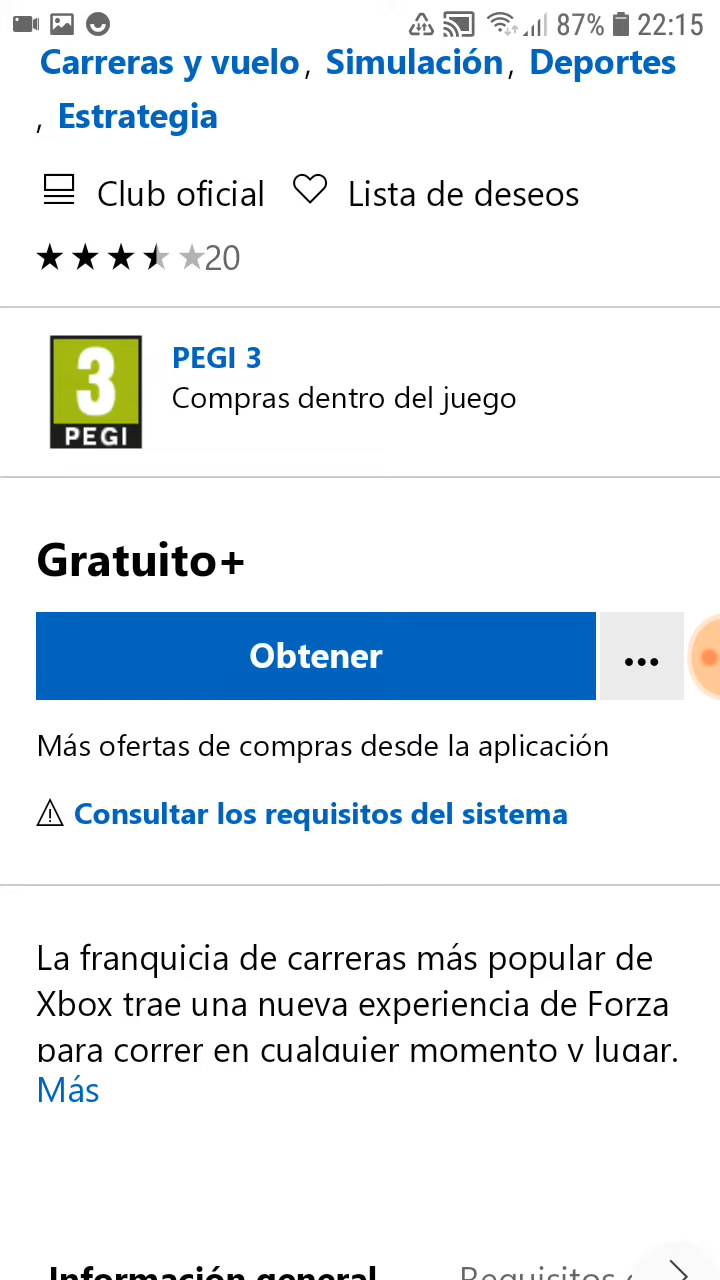 87% 22:15
Carreras y vuelo, Simulación, Deportes
, Estrategia
Club oficial Lista de deseos
20
3
PEGI
PEGI 3
Compras dentro del juego
Gratuito+
Obtener ...
Más ofertas de compras desde la aplicación
Consultar los requisitos del sistema
La franquicia de carreras más popular de
Xbox trae una nueva experiencia de Forza
para correr en cualquier momento y lugar.
Más
Información general Requisitos